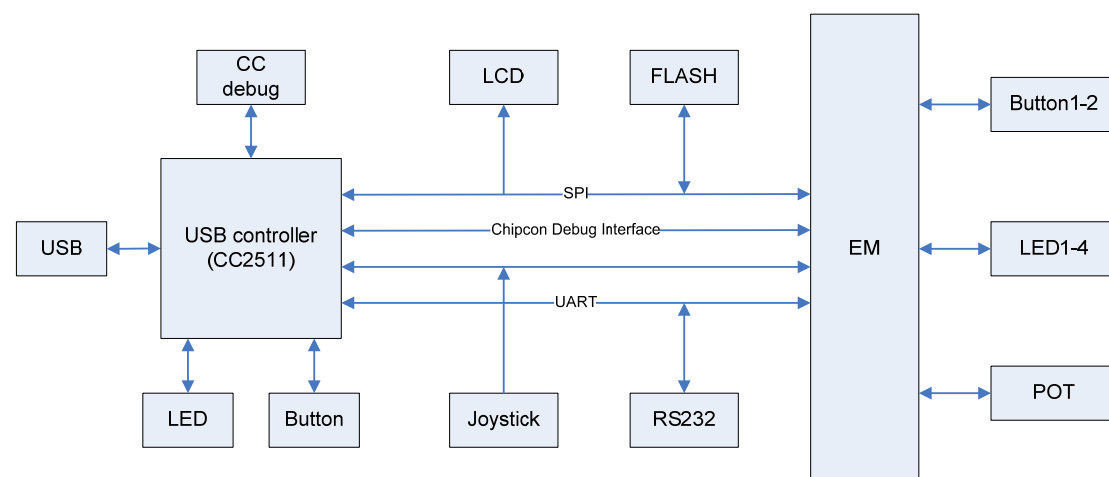 CC
debug
LCD
FLASH
Button1-2
SPI
USB
USB controller
(CC2511)
Chipcon Debug Interface
EM
LED1-4
UART
LED
Button
Joystick
RS232
POT